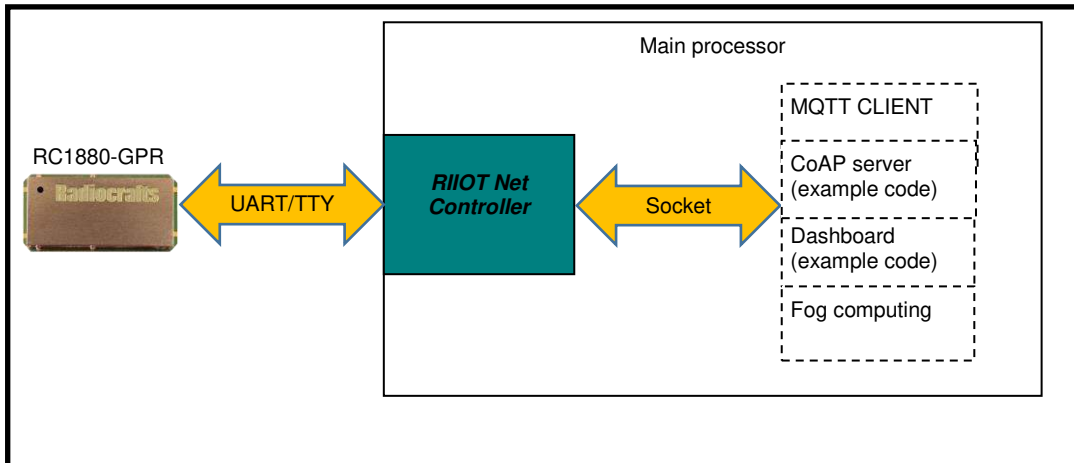 Main processor
RC1880-GPR
Radiocrafts
UART/TTY
RIIOT Net
Controller
Socket
MQTT CLIENT
CoAP server
(example code)
Dashboard
(example code)
Fog computing